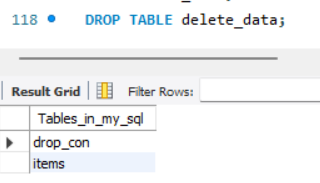 118 DROP TABLE delete_data;
Result Grid Filter Rows:
Tables_in_my_sql
drop_con
items